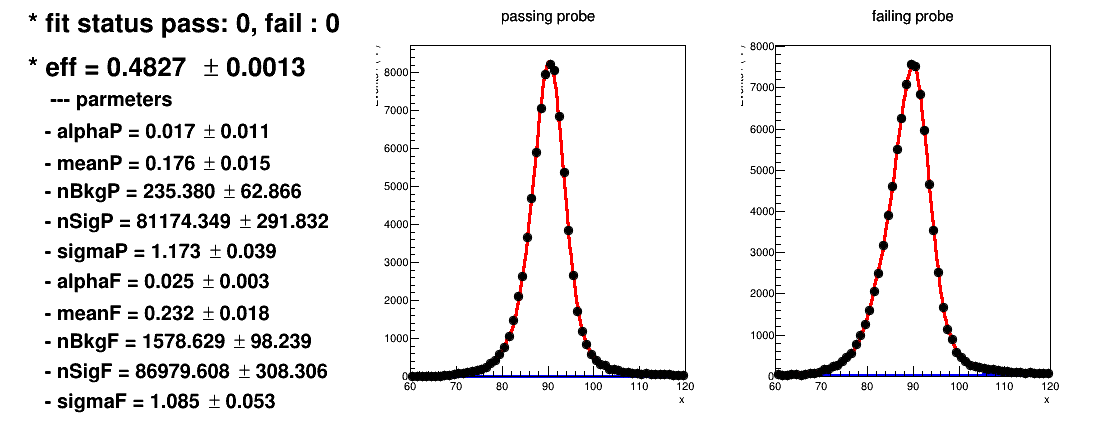 * fit status pass: 0, fail : 0
* eff = 0.4827 ± 0.0013
--- parmeters
- alphaP = 0.017 ± 0.011
- meanP = 0.176 ± 0.015
- nBkgP = 235.380 ± 62.866
- nSigP = 81174.349 ± 291.832
- sigmaP = 1.173 ± 0.039
- alphaF = 0.025 ± 0.003
- meanF = 0.232 ± 0.018
- nBkgF = 1578.629 ± 98.239
- nSigF = 86979.608 ± 308.306
- sigmaF = 1.085 ± 0.053
passing probe
8000
7000
6000
5000
4000
3000
2000
1000
0
60 70 80 90 100 110 120
x
failing probe
8000
7000
6000
5000
4000
3000
2000
1000
0
60 70 80 90 100 110 120
x